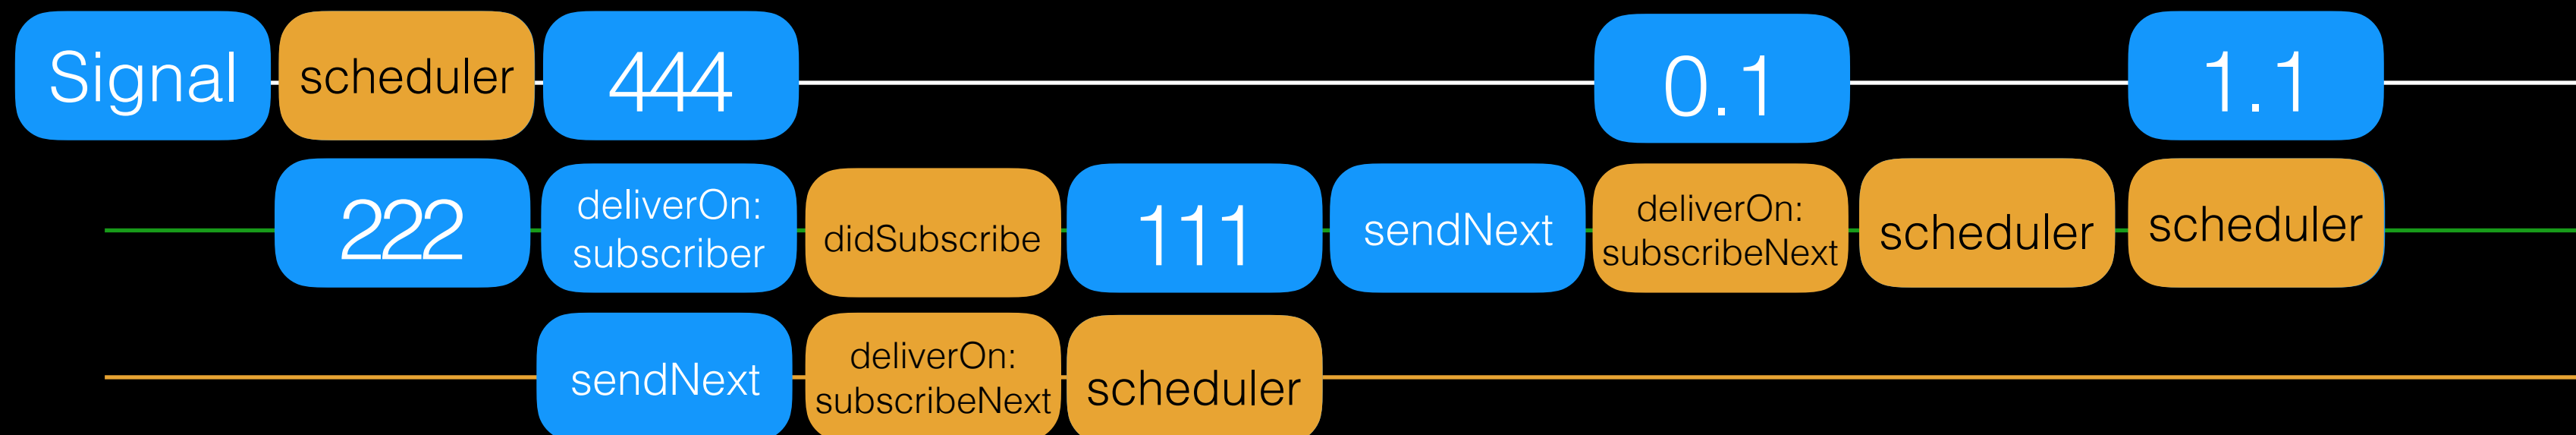 Signal
scheduler
444
0.1
1.1
222
deliverOn:
subscriber
didSubscribe
111
sendNext
deliverOn:
subscribeNext
scheduler
scheduler
sendNext
deliverOn:
subscribeNext
scheduler